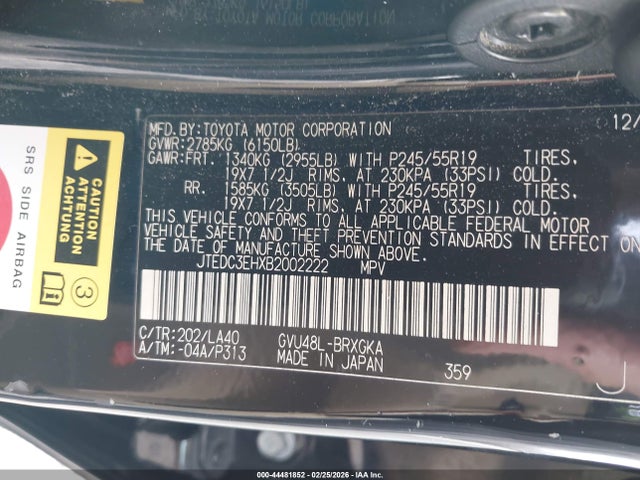 MFD.BY:TOYOTA MOTOR CORPORATION 12/
GVWR:2785KG (6150LB)
GAWR:FRT. 1340KG (2955LB) WITH P245/55R19 TIRES,
19X7 1/2J RIMS, AT 230KPA (33PSI) COLD.
RR. 1585KG (3505LB) WITH P245/55R19 TIRES,
19X7 1/2J RIMS, AT 230KPA (33PSI) COLD.
THIS VEHICLE CONFORMS TO ALL APPLICABLE FEDERAL MOTOR
VEHICLE SAFETY AND THEFT PREVENTION STANDARDS IN EFFECT ON
THE DATE OF MANUFACTURE SHOWN ABOVE.
JTEDC3EHXB2002222 MPV
C/TR:202/LA40 GVU48L-BRXGKA
A/TM:-04A/P313 MADE IN JAPAN 359
SRS SIDE AIRBAG
CAUTION
ATTENTION
ACHTUNG
3
000-44481852 | 02/25/2026 — IAA, Inc.